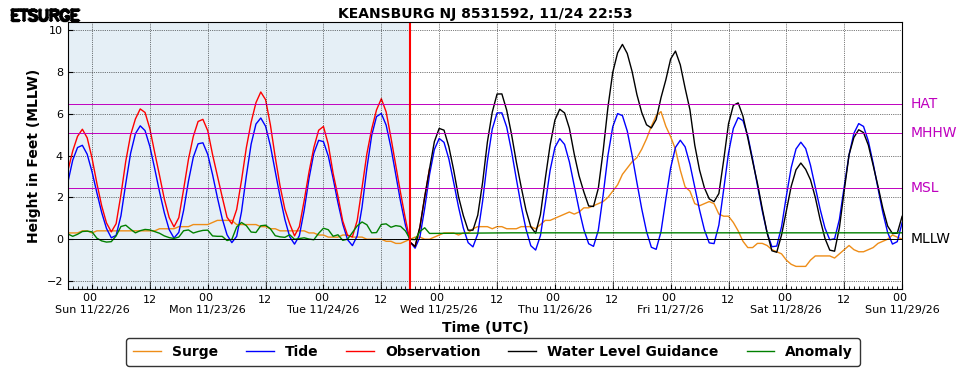 ETSURGE
KEANSBURG NJ 8531592, 11/24 22:53
Height in Feet (MLLW)
10
8
6
4
2
0
−2
HAT
MHHW
MSL
MLLW
00 12 00 12 00 12 00 12 00 12 00 12 00 12 00
Sun 11/22/26 Mon 11/23/26 Tue 11/24/26 Wed 11/25/26 Thu 11/26/26 Fri 11/27/26 Sat 11/28/26 Sun 11/29/26
Time (UTC)
Surge Tide Observation Water Level Guidance Anomaly